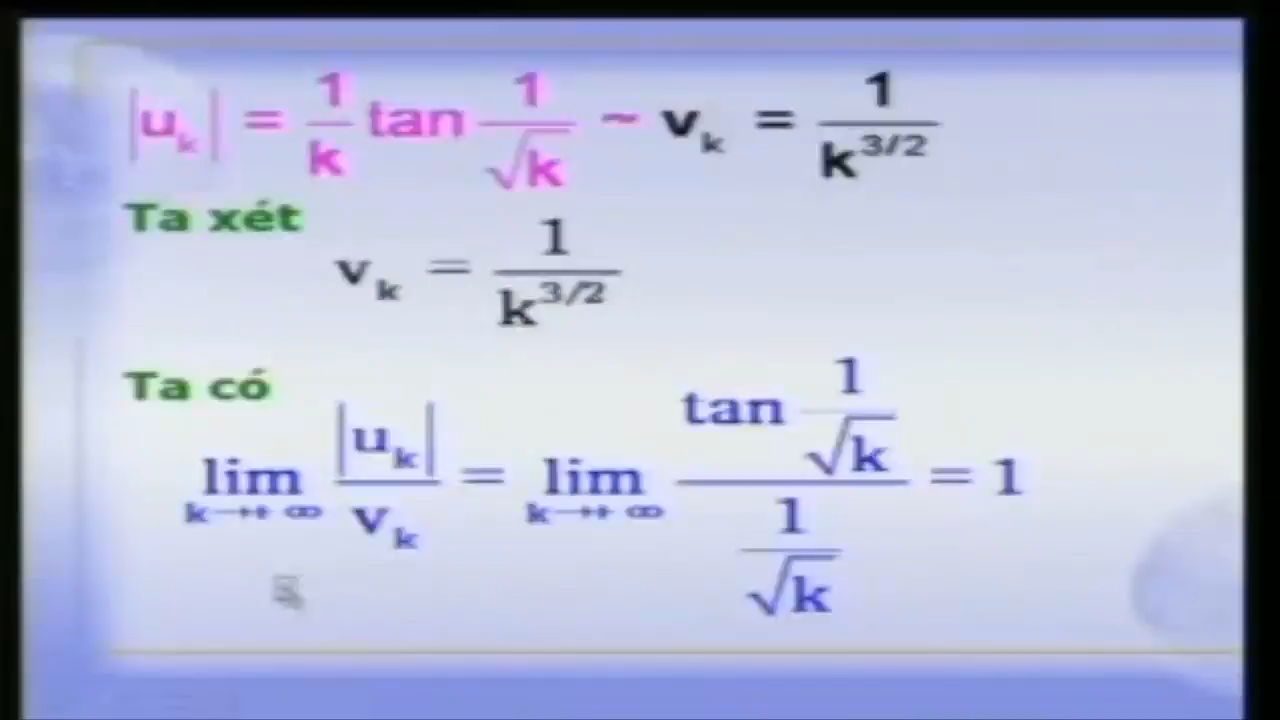 |u_k| = 1/k tan 1/√k ~ v_k = 1/k^{3/2}
Ta xét
v_k = 1/k^{3/2}
Ta có
lim_{k→+∞} |u_k|/v_k = lim_{k→+∞} (tan 1/√k)/(1/√k) = 1